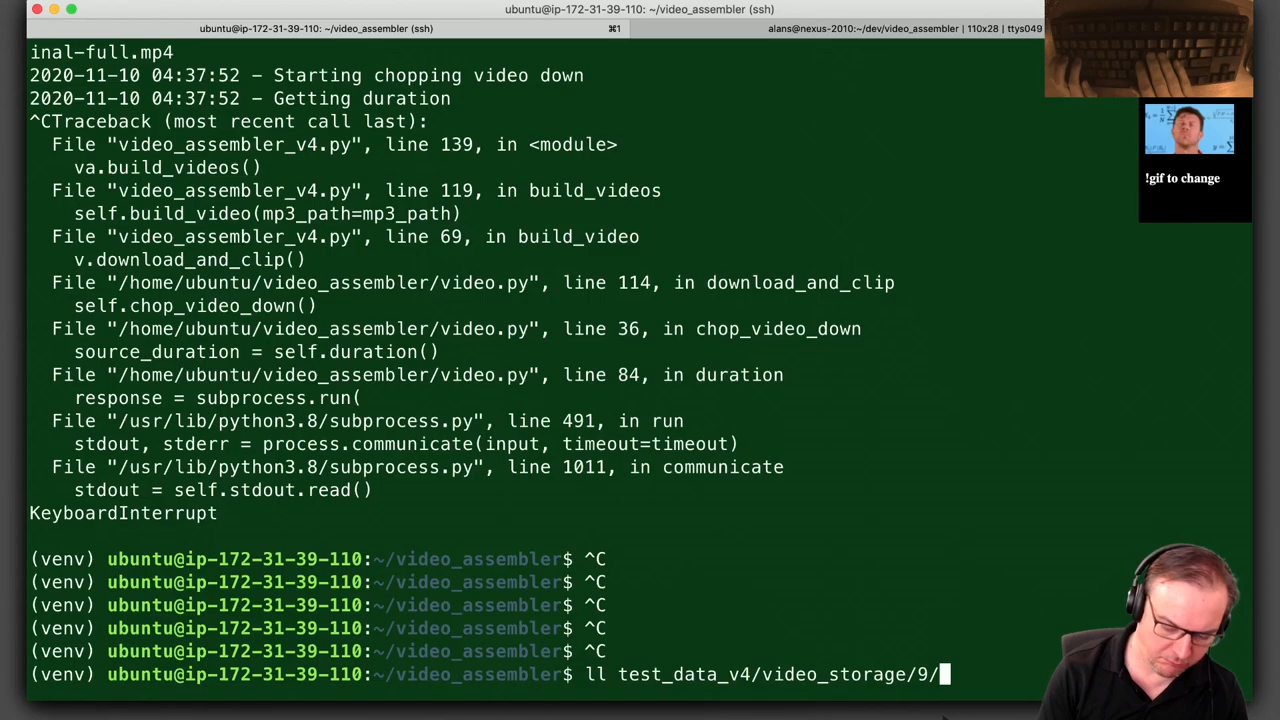 ubuntu@ip-172-31-39-110: ~/video_assembler (ssh)
ubuntu@ip-172-31-39-110: ~/video_assembler (ssh) ⌘1 alans@nexus-2010:~/dev/video_assembler | 110x28 | ttys049
inal-full.mp4
2020-11-10 04:37:52 - Starting chopping video down
2020-11-10 04:37:52 - Getting duration
^CTraceback (most recent call last):
  File "video_assembler_v4.py", line 139, in <module>
    va.build_videos()
  File "video_assembler_v4.py", line 119, in build_videos
    self.build_video(mp3_path=mp3_path)
  File "video_assembler_v4.py", line 69, in build_video
    v.download_and_clip()
  File "/home/ubuntu/video_assembler/video.py", line 114, in download_and_clip
    self.chop_video_down()
  File "/home/ubuntu/video_assembler/video.py", line 36, in chop_video_down
    source_duration = self.duration()
  File "/home/ubuntu/video_assembler/video.py", line 84, in duration
    response = subprocess.run(
  File "/usr/lib/python3.8/subprocess.py", line 491, in run
    stdout, stderr = process.communicate(input, timeout=timeout)
  File "/usr/lib/python3.8/subprocess.py", line 1011, in communicate
    stdout = self.stdout.read()
KeyboardInterrupt
(venv) ubuntu@ip-172-31-39-110:~/video_assembler$ ^C
(venv) ubuntu@ip-172-31-39-110:~/video_assembler$ ^C
(venv) ubuntu@ip-172-31-39-110:~/video_assembler$ ^C
(venv) ubuntu@ip-172-31-39-110:~/video_assembler$ ^C
(venv) ubuntu@ip-172-31-39-110:~/video_assembler$ ^C
(venv) ubuntu@ip-172-31-39-110:~/video_assembler$ ll test_data_v4/video_storage/9/
!gif to change